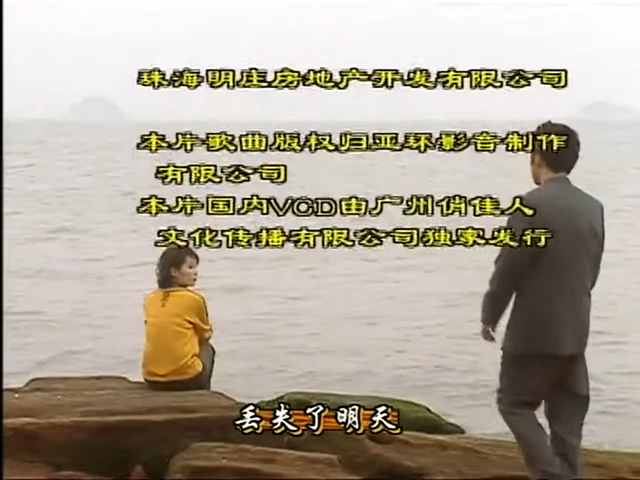 珠海明庄房地产开发有限公司
本片歌曲版权归亚环影音制作
有限公司
本片国内VCD由广州俏佳人
文化传播有限公司独家发行
丢失了明天